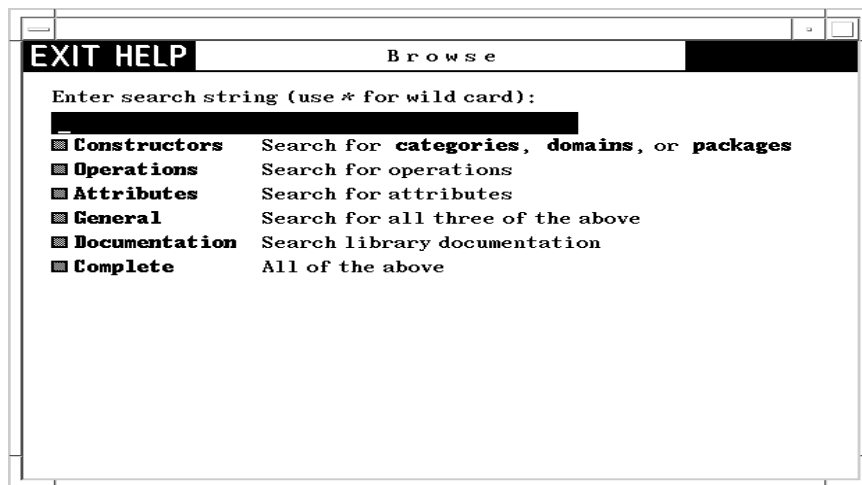 EXIT HELP Browse
Enter search string (use * for wild card):
Constructors Search for categories, domains, or packages
Operations Search for operations
Attributes Search for attributes
General Search for all three of the above
Documentation Search library documentation
Complete All of the above